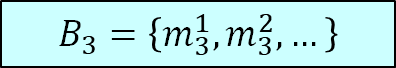 B₃ = {m₃¹, m₃², … }